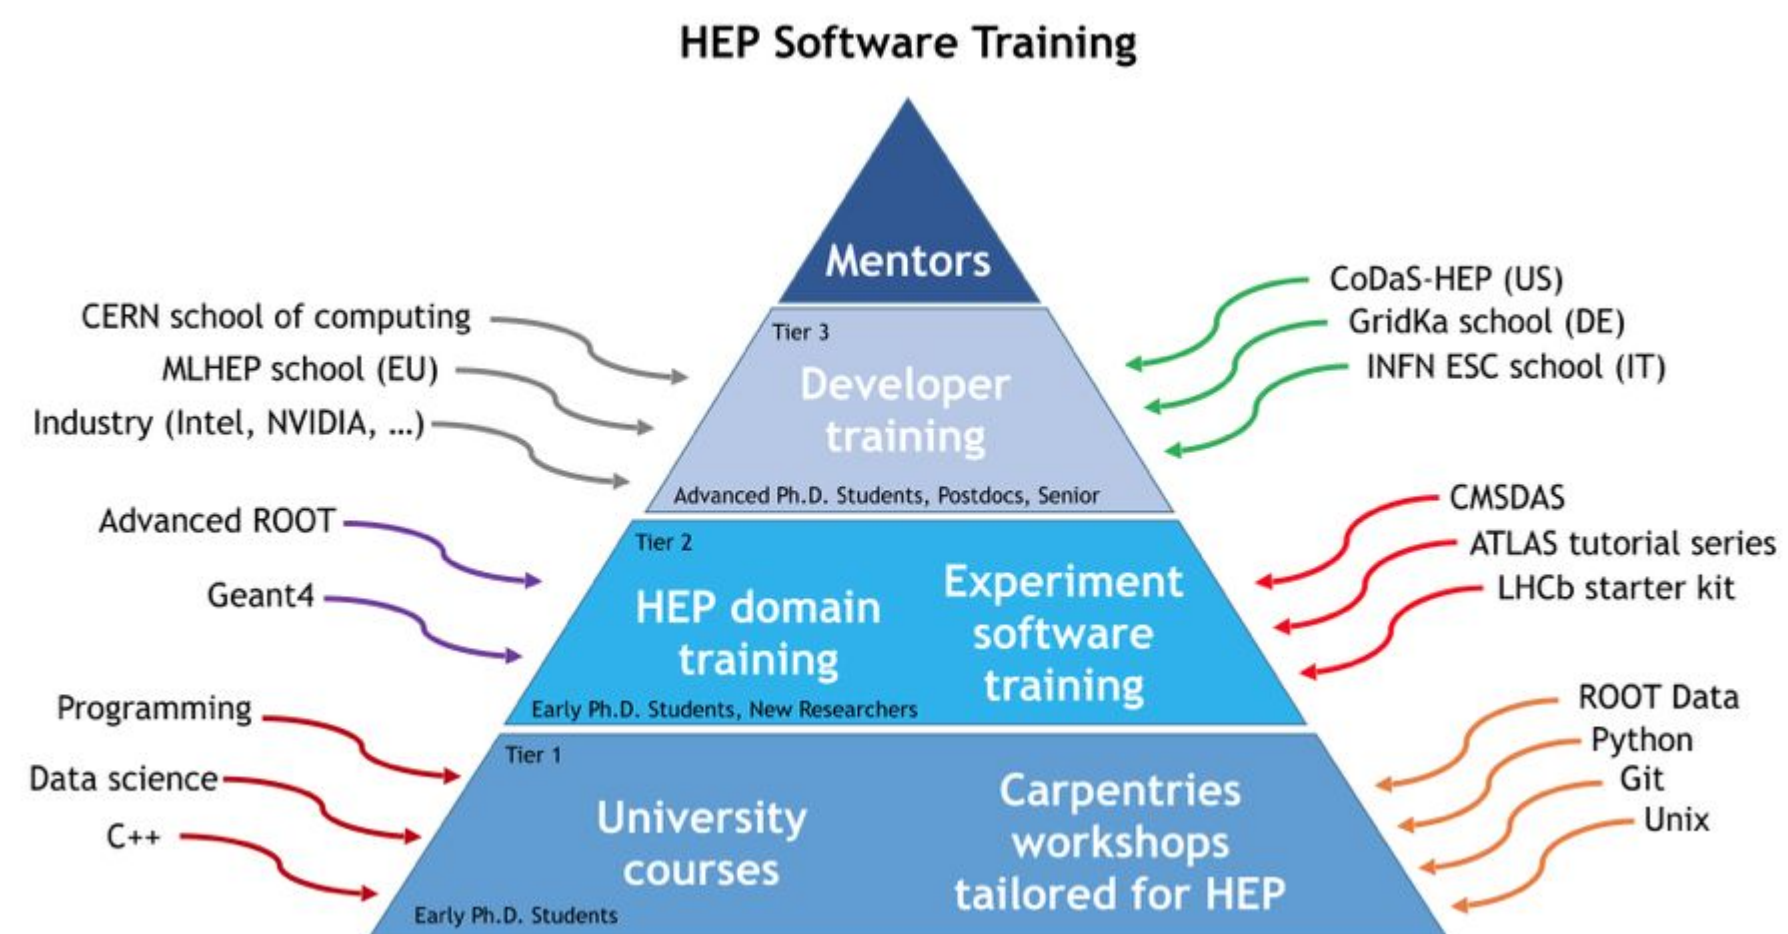 HEP Software Training
Mentors
CERN school of computing
MLHEP school (EU)
Industry (Intel, NVIDIA, ...)
Tier 3
Developer
training
Advanced Ph.D. Students, Postdocs, Senior
CoDaS-HEP (US)
GridKa school (DE)
INFN ESC school (IT)
Advanced ROOT
Geant4
Tier 2
HEP domain
training
Experiment
software
training
Early Ph.D. Students, New Researchers
CMSDAS
ATLAS tutorial series
LHCb starter kit
Programming
Data science
C++
Tier 1
University
courses
Carpentries
workshops
tailored for HEP
Early Ph.D. Students
ROOT Data
Python
Git
Unix